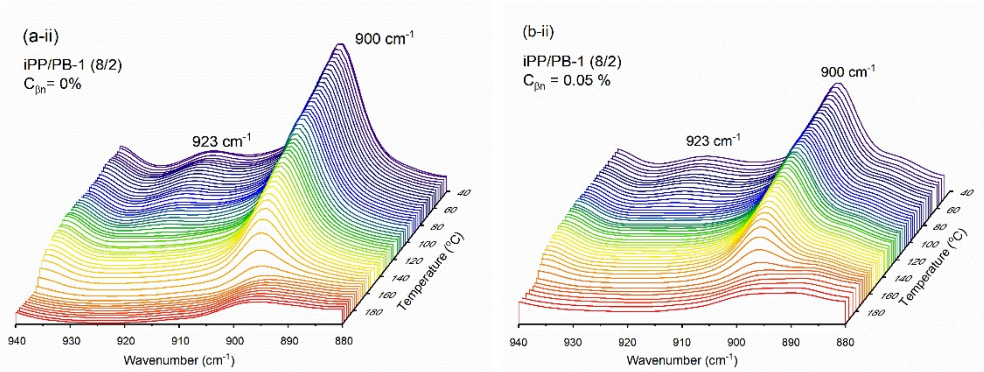 (a-ii)
iPP/PB-1 (8/2)
Cβn= 0%
900 cm-1
923 cm-1
40
60
80
100
120
140
160
180
Temperature (°C)
940
930
920
910
900
890
880
Wavenumber (cm-1)
(b-ii)
iPP/PB-1 (8/2)
Cβn = 0.05 %
900 cm-1
923 cm-1
40
60
80
100
120
140
160
180
Temperature (°C)
940
930
920
910
900
890
880
Wavenumber (cm-1)